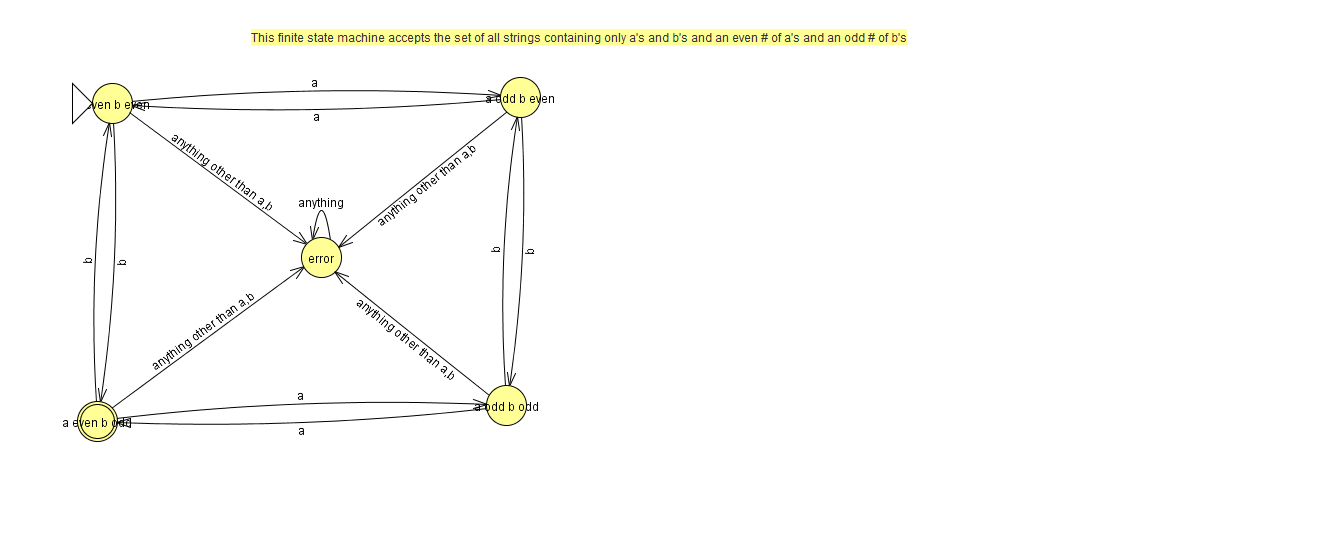 This finite state machine accepts the set of all strings containing only a's and b's and an even # of a's and an odd # of b's
a
even b even
a odd b even
a
anything other than a,b
anything other than a,b
anything
b
b
b
b
error
anything other than a,b
anything other than a,b
a
a odd b odd
a even b odd
a